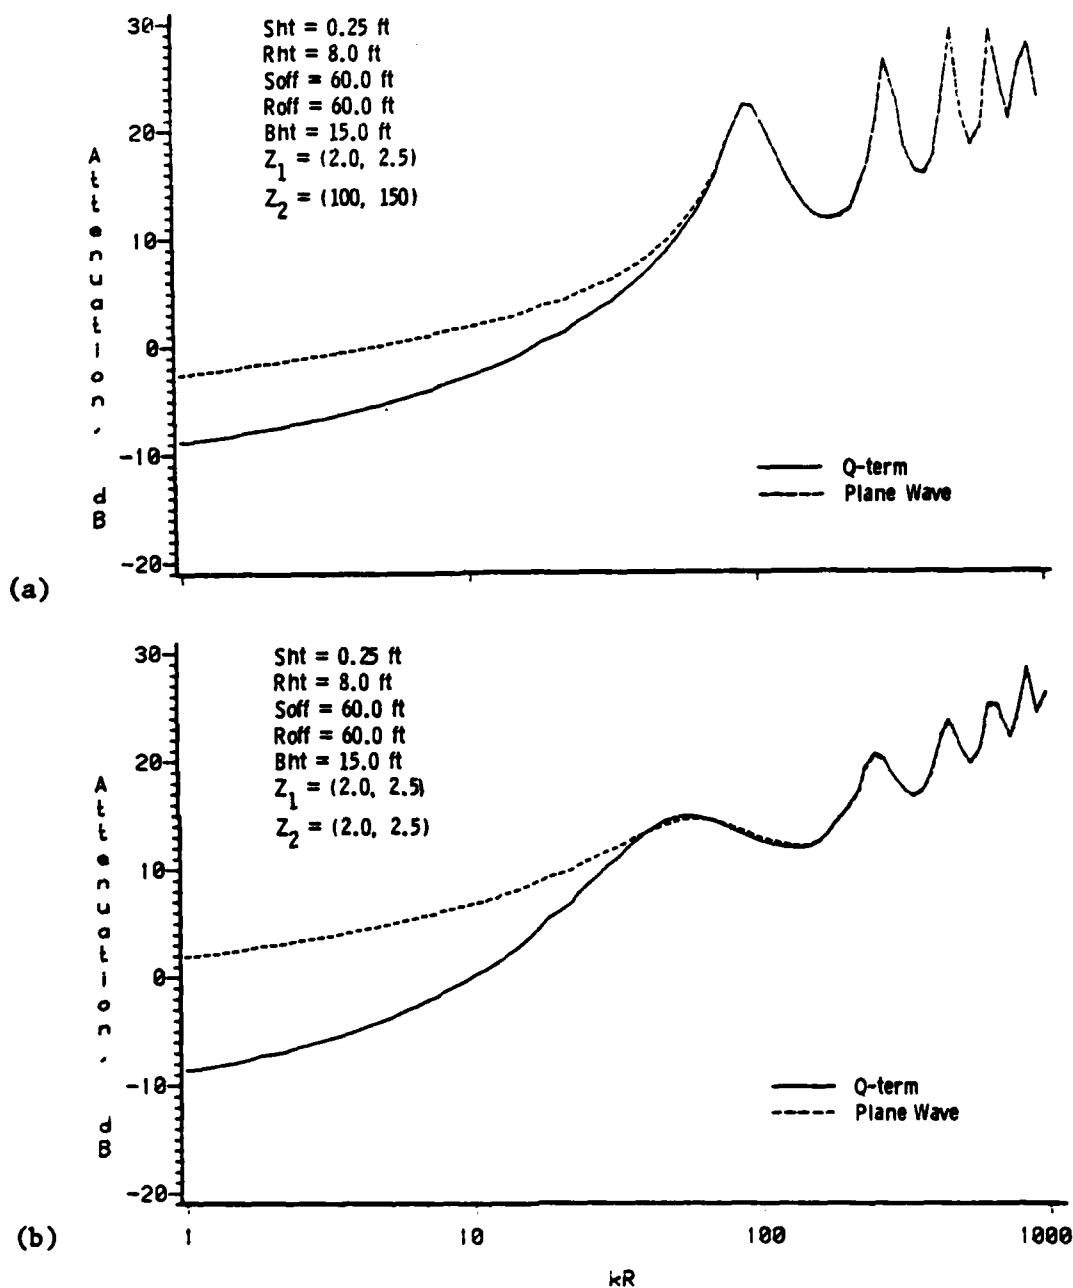 30
20
10
0
-10
-20
Attenuation, dB
Sht = 0.25 ft
Rht = 8.0 ft
Soff = 60.0 ft
Roff = 60.0 ft
Bht = 15.0 ft
Z1 = (2.0, 2.5)
Z2 = (100, 150)
Q-term
Plane Wave
(a)
30
20
10
0
-10
-20
Attenuation, dB
Sht = 0.25 ft
Rht = 8.0 ft
Soff = 60.0 ft
Roff = 60.0 ft
Bht = 15.0 ft
Z1 = (2.0, 2.5)
Z2 = (2.0, 2.5)
Q-term
Plane Wave
(b)
1 10 100 1000
kR